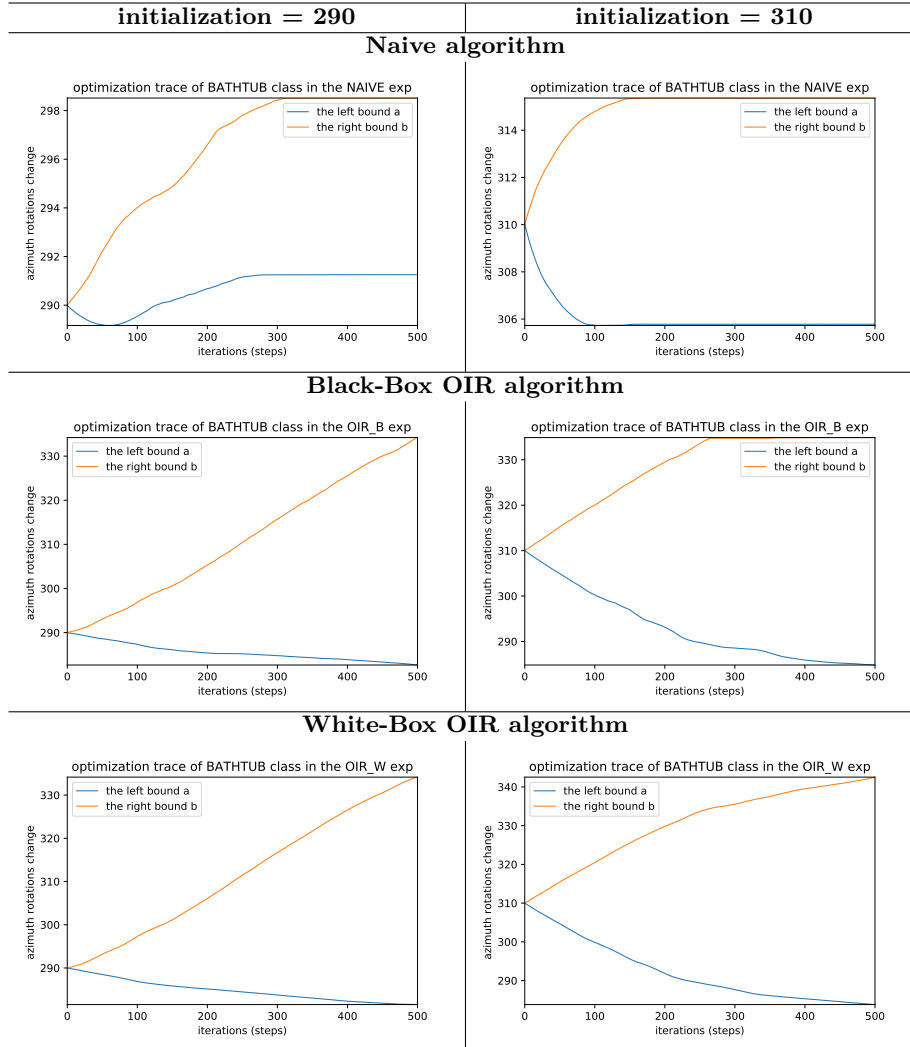 initialization = 290
initialization = 310
Naive algorithm
optimization trace of BATHTUB class in the NAIVE exp
the left bound a
the right bound b
298
296
294
292
290
azimuth rotations change
0 100 200 300 400 500
iterations (steps)
optimization trace of BATHTUB class in the NAIVE exp
the left bound a
the right bound b
314
312
310
308
306
azimuth rotations change
0 100 200 300 400 500
iterations (steps)
Black-Box OIR algorithm
optimization trace of BATHTUB class in the OIR_B exp
the left bound a
the right bound b
330
320
310
300
290
azimuth rotations change
0 100 200 300 400 500
iterations (steps)
optimization trace of BATHTUB class in the OIR_B exp
the left bound a
the right bound b
330
320
310
300
290
azimuth rotations change
0 100 200 300 400 500
iterations (steps)
White-Box OIR algorithm
optimization trace of BATHTUB class in the OIR_W exp
the left bound a
the right bound b
330
320
310
300
290
azimuth rotations change
0 100 200 300 400 500
iterations (steps)
optimization trace of BATHTUB class in the OIR_W exp
the left bound a
the right bound b
340
330
320
310
300
290
azimuth rotations change
0 100 200 300 400 500
iterations (steps)